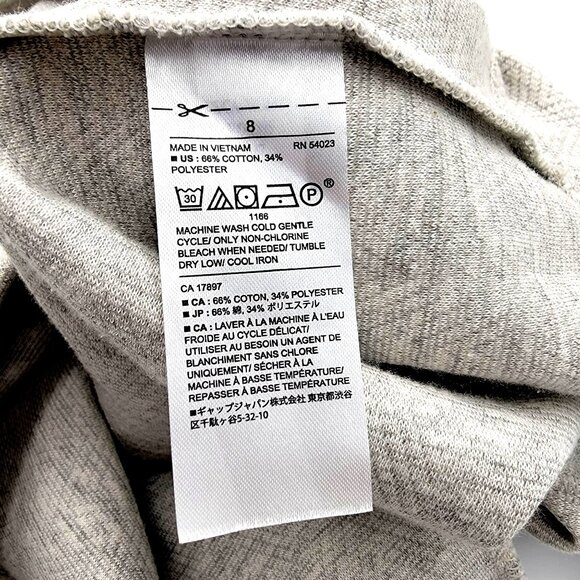 8
MADE IN VIETNAM RN 54023
■ US : 66% COTTON, 34%
POLYESTER
30 P ®
1166
MACHINE WASH COLD GENTLE
CYCLE/ ONLY NON-CHLORINE
BLEACH WHEN NEEDED/ TUMBLE
DRY LOW/ COOL IRON
CA 17897
■ CA : 66% COTON, 34% POLYESTER
■ JP : 66% 綿, 34% ポリエステル
■ CA : LAVER À LA MACHINE À L'EAU
FROIDE AU CYCLE DÉLICAT/
UTILISER AU BESOIN UN AGENT DE
BLANCHIMENT SANS CHLORE
UNIQUEMENT/ SÉCHER À LA
MACHINE À BASSE TEMPÉRATURE/
REPASSER À BASSE TEMPÉRATURE
■ギャップジャパン株式会社 東京都渋谷
区千駄ヶ谷5-32-10